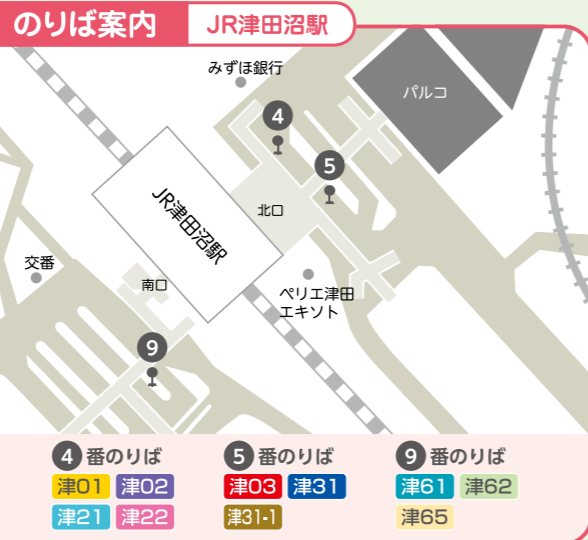 のりば案内 JR津田沼駅
みずほ銀行
パルコ
4
5
JR津田沼駅
北口
交番
南口
ペリエ津田
エキソト
9
4 番のりば
津01 津02
津21 津22
5 番のりば
津03 津31
津31-1
9 番のりば
津61 津62
津65